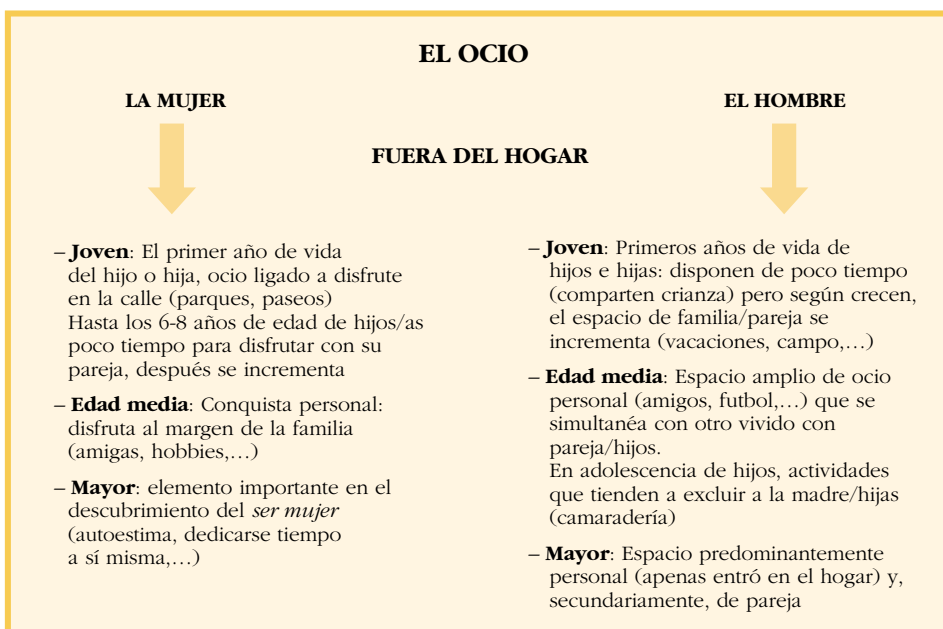 EL OCIO
LA MUJER
EL HOMBRE
FUERA DEL HOGAR
– Joven: El primer año de vida
del hijo o hija, ocio ligado a disfrute
en la calle (parques, paseos)
Hasta los 6-8 años de edad de hijos/as
poco tiempo para disfrutar con su
pareja, después se incrementa
– Edad media: Conquista personal:
disfruta al margen de la familia
(amigas, hobbies,…)
– Mayor: elemento importante en el
descubrimiento del ser mujer
(autoestima, dedicarse tiempo
a sí misma,…)
– Joven: Primeros años de vida de
hijos e hijas: disponen de poco tiempo
(comparten crianza) pero según crecen,
el espacio de familia/pareja se
incrementa (vacaciones, campo,…)
– Edad media: Espacio amplio de ocio
personal (amigos, futbol,…) que se
simultanéa con otro vivido con
pareja/hijos.
En adolescencia de hijos, actividades
que tienden a excluir a la madre/hijas
(camaradería)
– Mayor: Espacio predominantemente
personal (apenas entró en el hogar) y,
secundariamente, de pareja